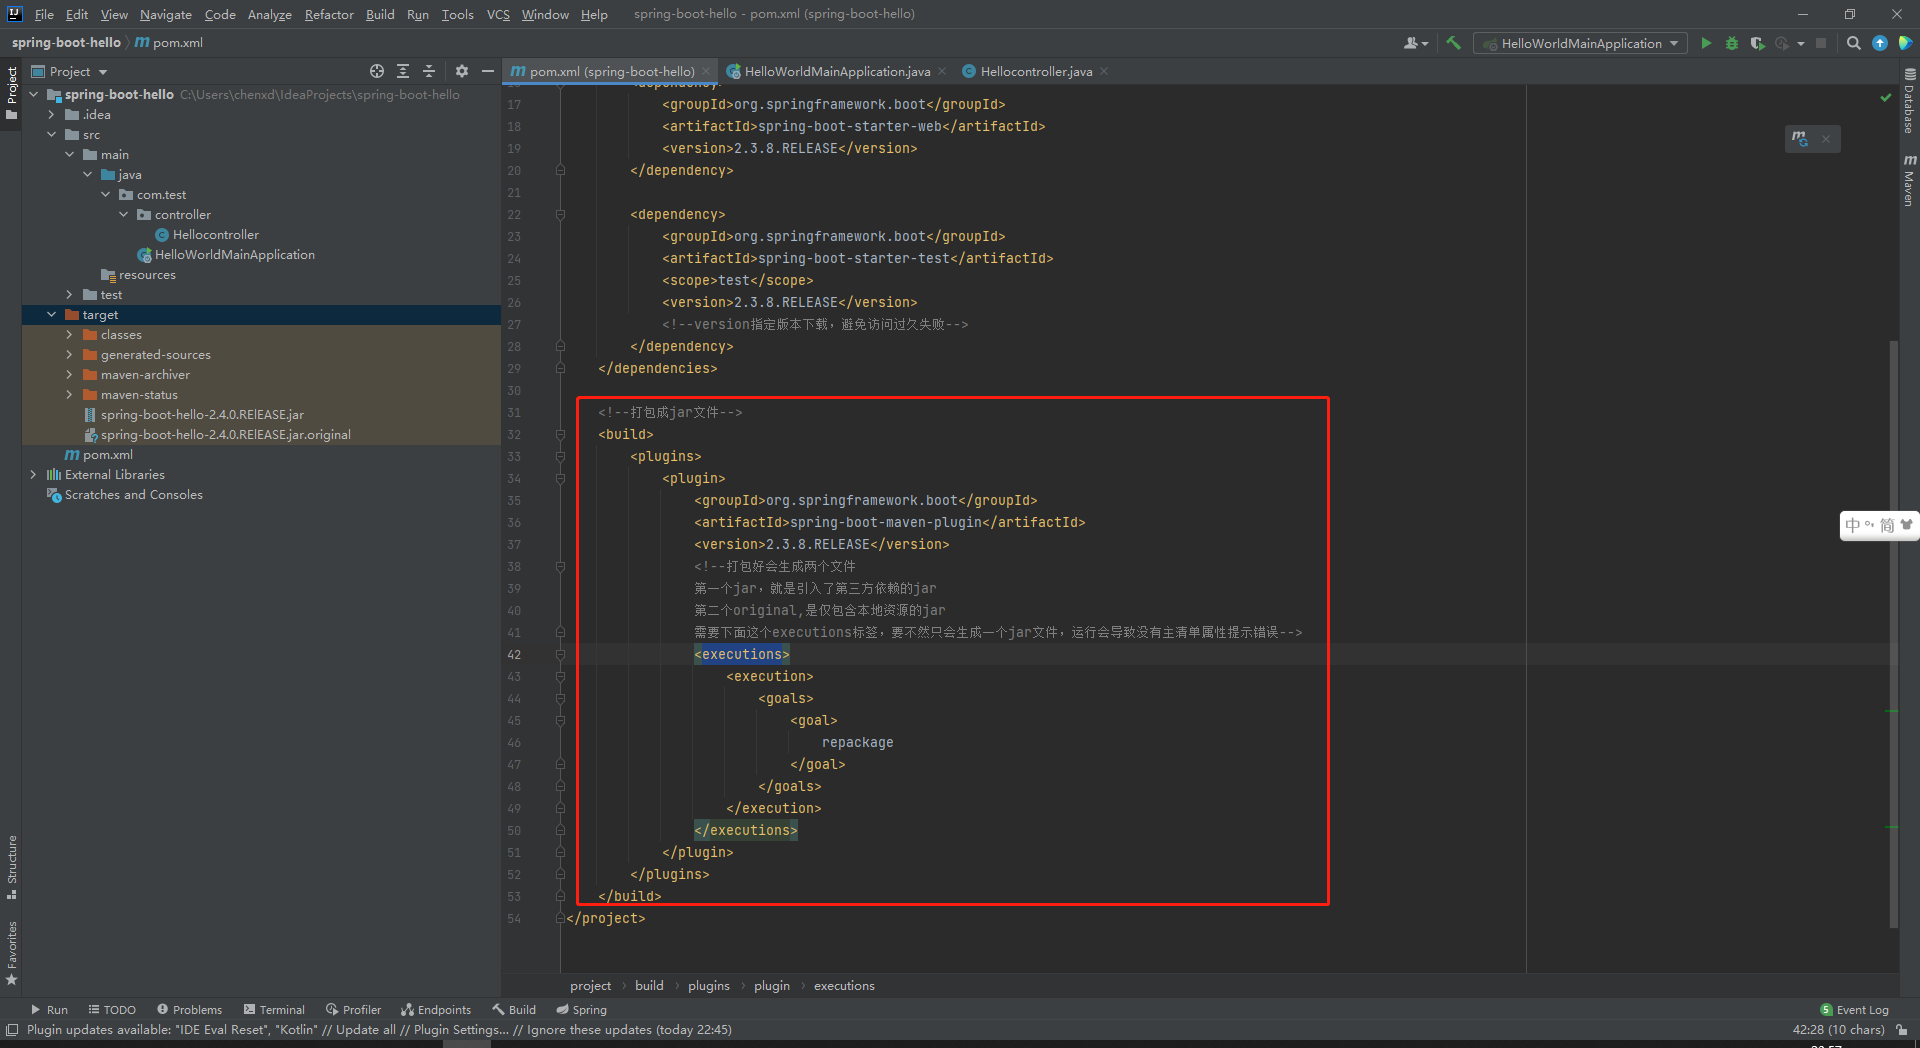 File Edit View Navigate Code Analyze Refactor Build Run Tools VCS Window Help spring-boot-hello - pom.xml (spring-boot-hello)
spring-boot-hello pom.xml HelloWorldMainApplication
Project
pom.xml (spring-boot-hello) HelloWorldMainApplication.java Hellocontroller.java
Project
spring-boot-hello C:\Users\chenxd\IdeaProjects\spring-boot-hello
.idea
src
main
java
com.test
controller
Hellocontroller
HelloWorldMainApplication
resources
test
target
classes
generated-sources
maven-archiver
maven-status
spring-boot-hello-2.4.0.RElEASE.jar
spring-boot-hello-2.4.0.RElEASE.jar.original
pom.xml
External Libraries
Scratches and Consoles
Structure
Favorites
16 <dependency>
17 <groupId>org.springframework.boot</groupId>
18 <artifactId>spring-boot-starter-web</artifactId>
19 <version>2.3.8.RELEASE</version>
20 </dependency>
21
22 <dependency>
23 <groupId>org.springframework.boot</groupId>
24 <artifactId>spring-boot-starter-test</artifactId>
25 <scope>test</scope>
26 <version>2.3.8.RELEASE</version>
27 <!--version指定版本下载，避免访问过久失败-->
28 </dependency>
29 </dependencies>
30
31 <!--打包成jar文件-->
32 <build>
33 <plugins>
34 <plugin>
35 <groupId>org.springframework.boot</groupId>
36 <artifactId>spring-boot-maven-plugin</artifactId>
37 <version>2.3.8.RELEASE</version>
38 <!--打包好会生成两个文件
39 第一个jar，就是引入了第三方依赖的jar
40 第二个original,是仅包含本地资源的jar
41 需要下面这个executions标签，要不然只会生成一个jar文件，运行会导致没有主清单属性提示错误-->
42 <executions>
43 <execution>
44 <goals>
45 <goal>
46 repackage
47 </goal>
48 </goals>
49 </execution>
50 </executions>
51 </plugin>
52 </plugins>
53 </build>
54 </project>
Database
Maven
中 简
project build plugins plugin executions
Run TODO Problems Terminal Profiler Endpoints Build Spring 5 Event Log
Plugin updates available: "IDE Eval Reset", "Kotlin" // Update all // Plugin Settings... // Ignore these updates (today 22:45) 42:28 (10 chars)